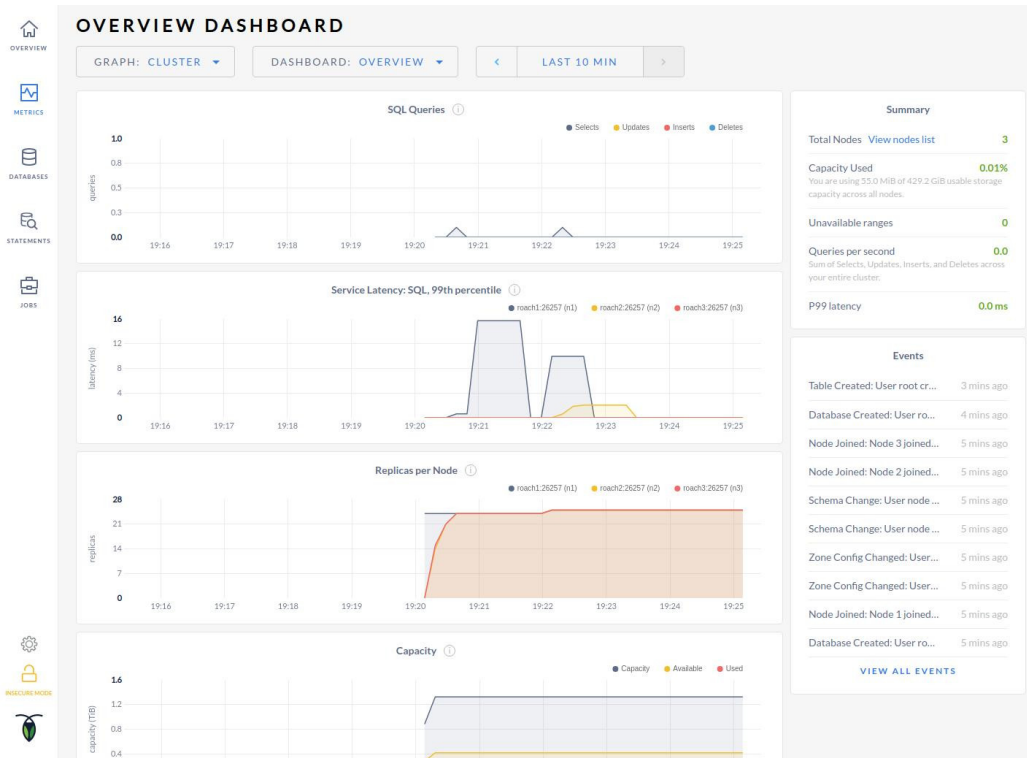 OVERVIEW DASHBOARD
OVERVIEW
METRICS
DATABASES
STATEMENTS
JOBS
INSECURE MODE
GRAPH: CLUSTER
DASHBOARD: OVERVIEW
LAST 10 MIN
SQL Queries
Selects Updates Inserts Deletes
queries
1.0
0.8
0.5
0.3
0.0
19:16 19:17 19:18 19:19 19:20 19:21 19:22 19:23 19:24 19:25
Service Latency: SQL, 99th percentile
roach1:26257 (n1) roach2:26257 (n2) roach3:26257 (n3)
latency (ms)
16
12
8
4
0
19:16 19:17 19:18 19:19 19:20 19:21 19:22 19:23 19:24 19:25
Replicas per Node
roach1:26257 (n1) roach2:26257 (n2) roach3:26257 (n3)
replicas
28
21
14
7
0
19:16 19:17 19:18 19:19 19:20 19:21 19:22 19:23 19:24 19:25
Capacity
Capacity Available Used
capacity (TiB)
1.6
1.2
0.8
0.4
Summary
Total Nodes View nodes list 3
Capacity Used 0.01%
You are using 55.0 MiB of 429.2 GiB usable storage
capacity across all nodes.
Unavailable ranges 0
Queries per second 0.0
Sum of Selects, Updates, Inserts, and Deletes across
your entire cluster.
P99 latency 0.0 ms
Events
Table Created: User root cr... 3 mins ago
Database Created: User ro... 4 mins ago
Node Joined: Node 3 joined... 5 mins ago
Node Joined: Node 2 joined... 5 mins ago
Schema Change: User node ... 5 mins ago
Schema Change: User node ... 5 mins ago
Zone Config Changed: User... 5 mins ago
Zone Config Changed: User... 5 mins ago
Node Joined: Node 1 joined... 5 mins ago
Database Created: User ro... 5 mins ago
VIEW ALL EVENTS